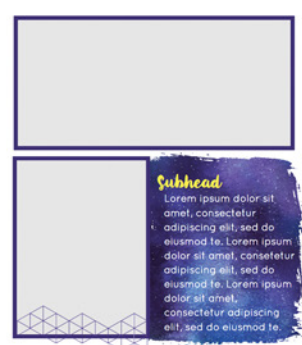 Subhead
Lorem ipsum dolor sit
amet, consectetur
adipiscing elit, sed do
eiusmod te. Lorem ipsum
dolor sit amet, consetetur
adipiscing elit, sed do
eiusmod te. Lorem ipsum
dolor sit amet,
consectetur adipiscing
elit, sed do eiusmod te.